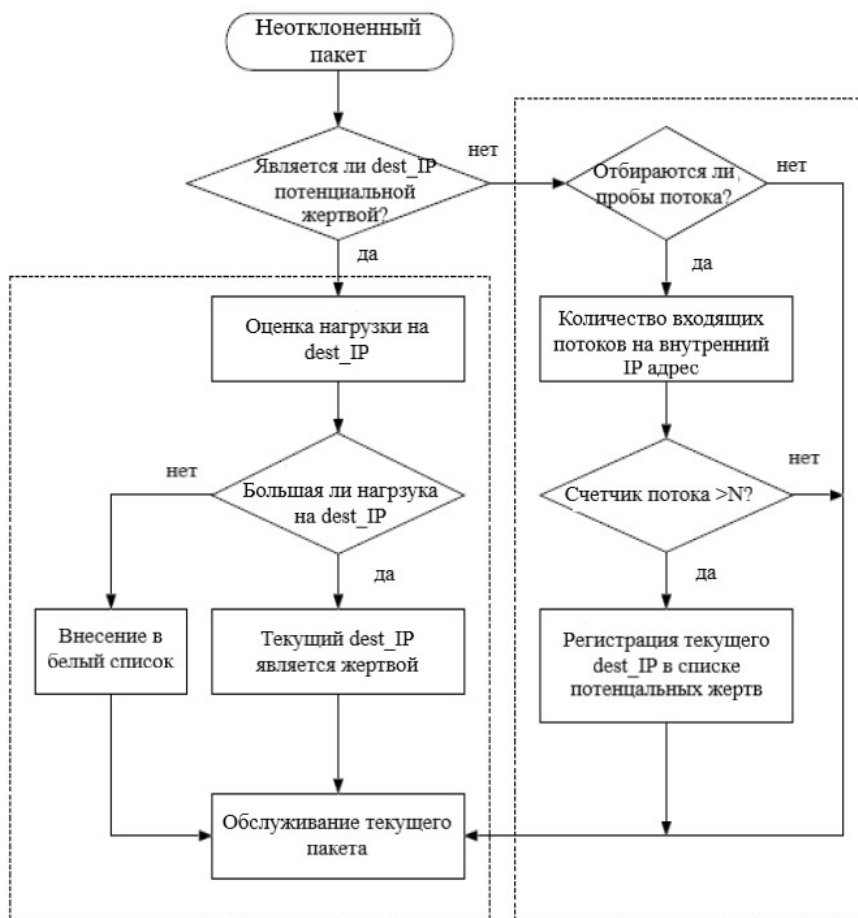 Неотклоненный
пакет
Является ли dest_IP
потенциальной
жертвой?
нет
Отбираются ли
пробы потока?
нет
да
да
Оценка нагрузки на
dest_IP
Количество входящих
потоков на внутренний
IP адрес
нет
Большая ли нагрзука
на dest_IP
Счетчик потока >N?
нет
да
да
Внесение в
белый список
Текущий dest_IP
является жертвой
Регистрация текущего
dest_IP в списке
потенцальных жертв
Обслуживание текущего
пакета